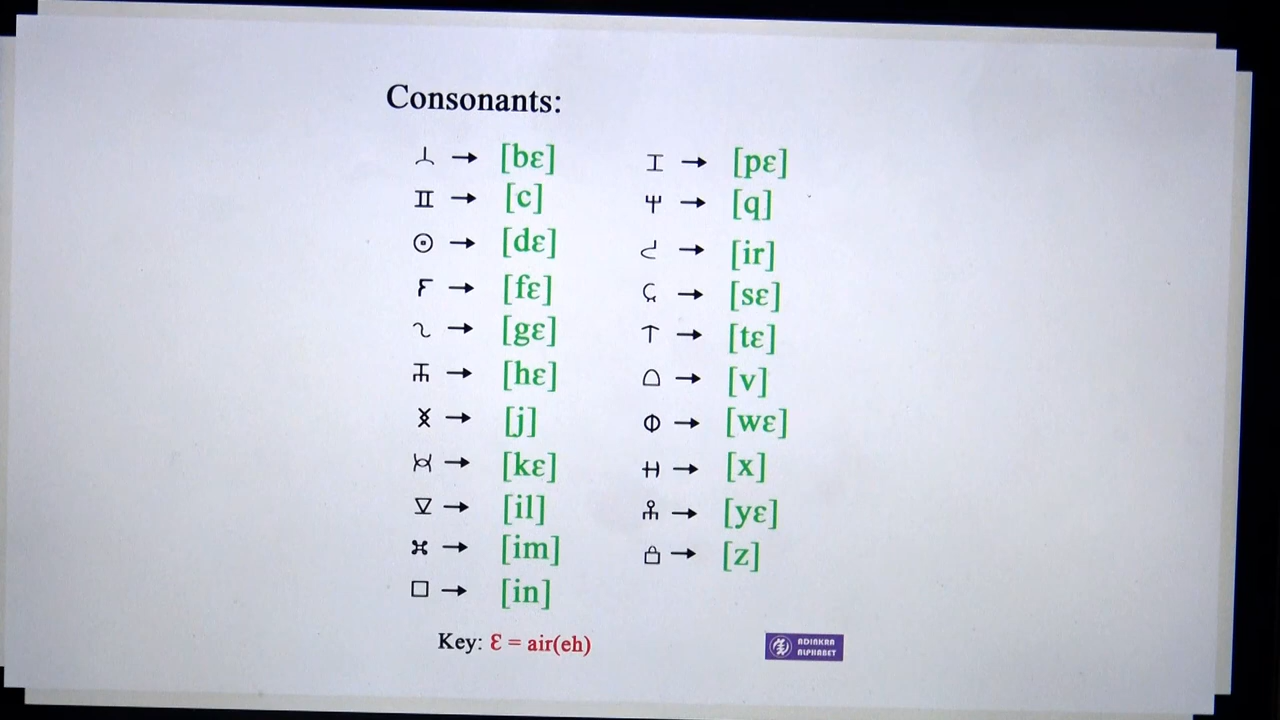 Consonants:
→ [bɛ]
→ [c]
→ [dɛ]
→ [fɛ]
→ [gɛ]
→ [hɛ]
→ [j]
→ [kɛ]
→ [il]
→ [im]
→ [in]
→ [pɛ]
→ [q]
→ [ir]
→ [sɛ]
→ [tɛ]
→ [v]
→ [wɛ]
→ [x]
→ [yɛ]
→ [z]
Key: Ɛ = air(eh)
ADINKRA
ALPHABET